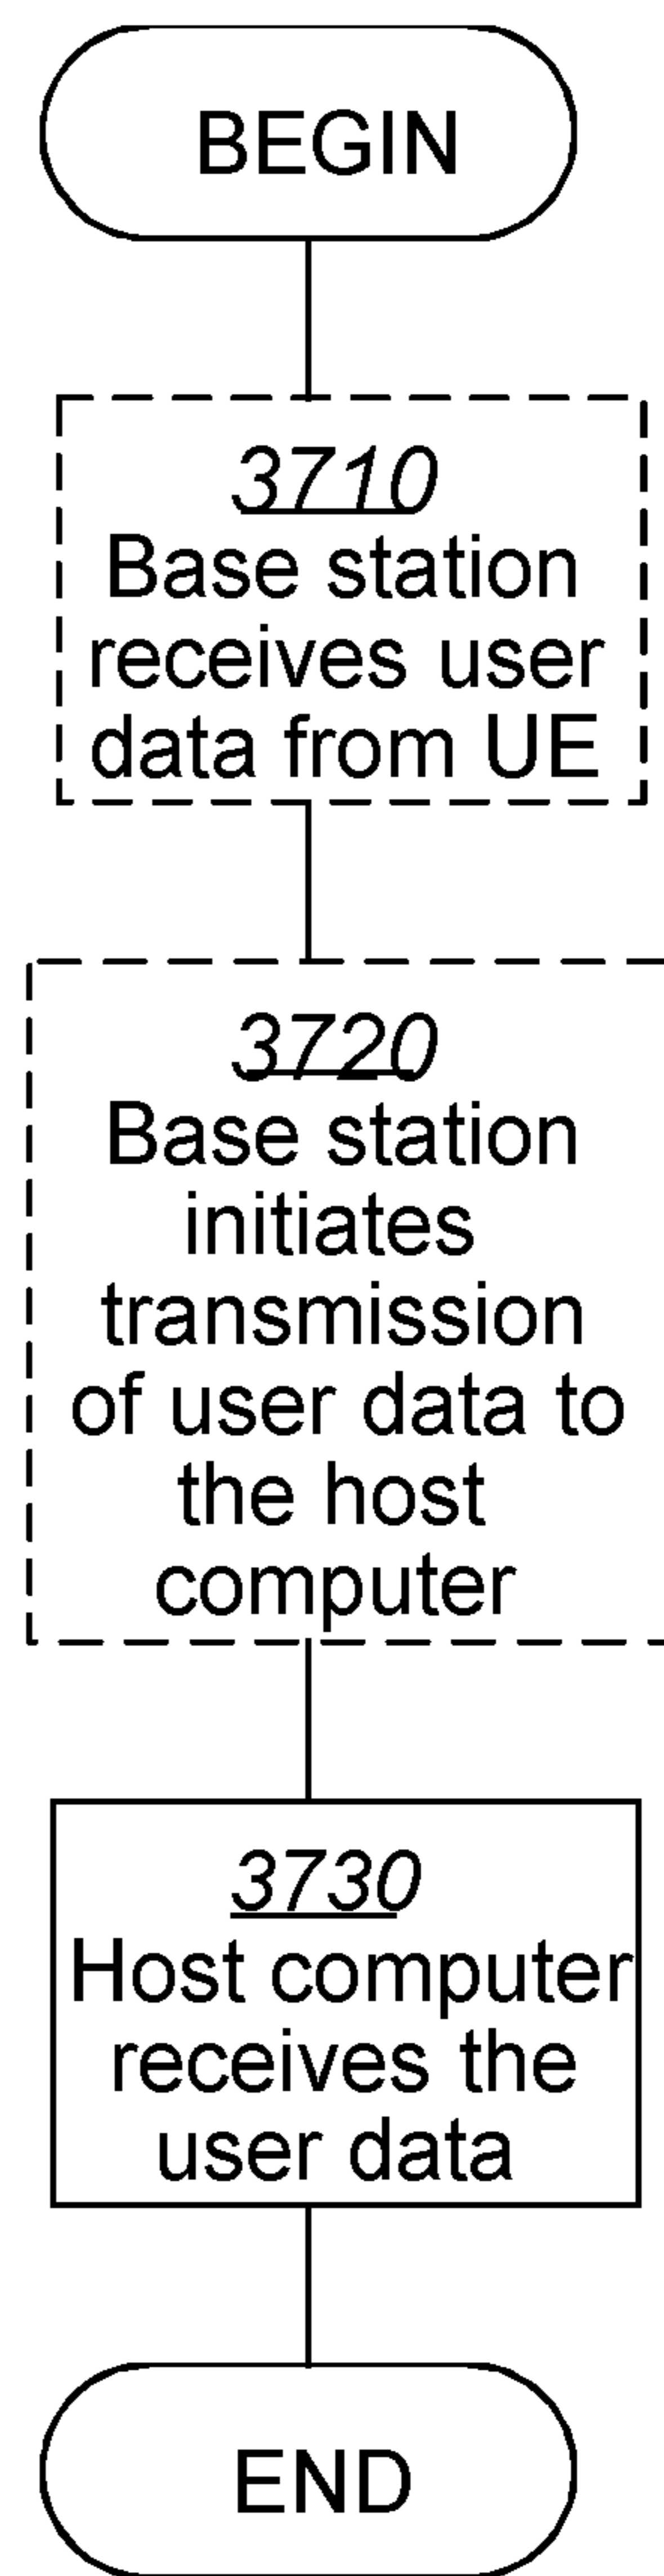 BEGIN
3710
Base station
receives user
data from UE
3720
Base station
initiates
transmission
of user data to
the host
computer
3730
Host computer
receives the
user data
END